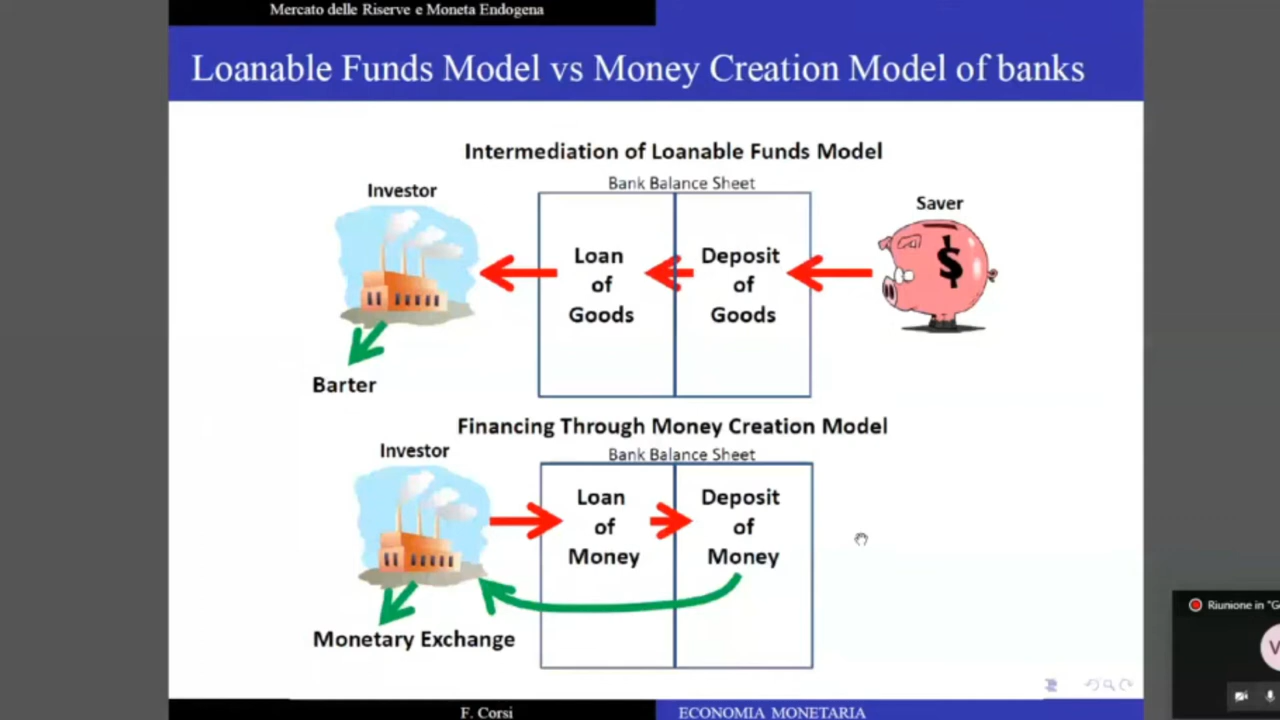 Mercato delle Riserve e Moneta Endogena
Loanable Funds Model vs Money Creation Model of banks
Intermediation of Loanable Funds Model
Bank Balance Sheet
Investor
Saver
Loan
of
Goods
Deposit
of
Goods
$
Barter
Financing Through Money Creation Model
Bank Balance Sheet
Investor
Loan
of
Money
Deposit
of
Money
Monetary Exchange
Riunione in "G
V
F. Corsi
ECONOMIA MONETARIA